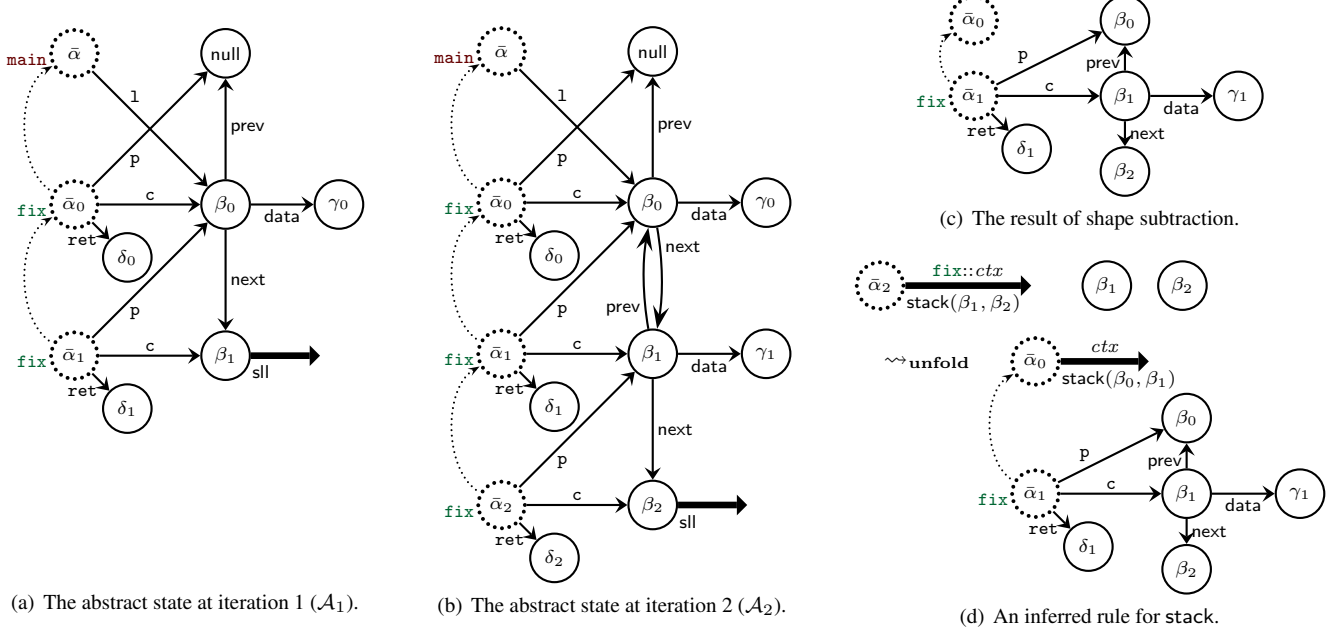 main
ᾱ
null
l
prev
p
fix
ᾱ₀
c
β₀
data
γ₀
ret
δ₀
next
p
fix
ᾱ₁
c
β₁
sll
ret
δ₁
(a) The abstract state at iteration 1 (𝒜₁).
main
ᾱ
null
l
prev
p
fix
ᾱ₀
c
β₀
data
γ₀
ret
δ₀
next
prev
p
fix
ᾱ₁
c
β₁
data
γ₁
ret
δ₁
next
p
fix
ᾱ₂
c
β₂
sll
ret
δ₂
(b) The abstract state at iteration 2 (𝒜₂).
ᾱ₀
β₀
p
prev
fix
ᾱ₁
c
β₁
data
γ₁
ret
next
δ₁
β₂
(c) The result of shape subtraction.
ᾱ₂
fix::ctx
stack(β₁, β₂)
β₁
β₂
⇝unfold
ᾱ₀
ctx
stack(β₀, β₁)
β₀
p
prev
fix
ᾱ₁
c
β₁
data
γ₁
ret
next
δ₁
β₂
(d) An inferred rule for stack.